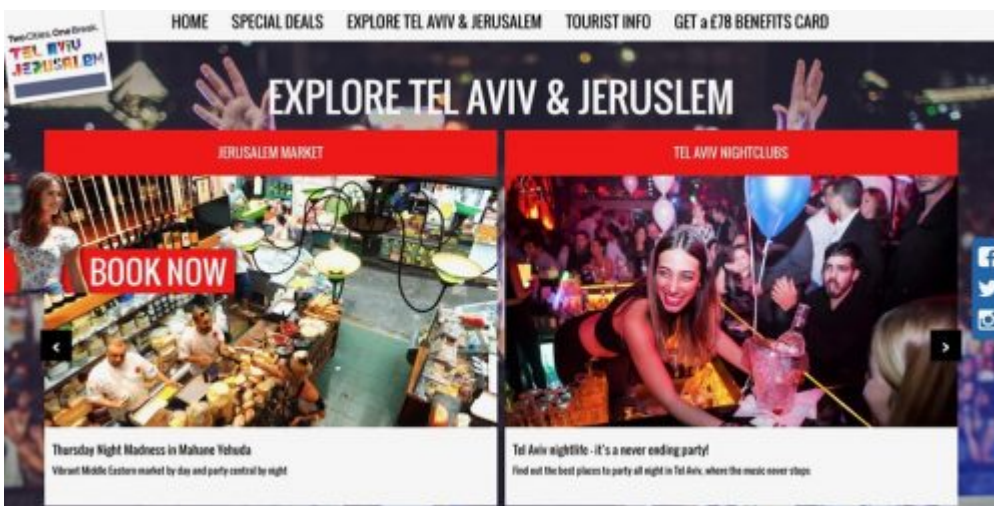 HOME SPECIAL DEALS EXPLORE TEL AVIV & JERUSALEM TOURIST INFO GET a £78 BENEFITS CARD
Two Cities. One Break.
TEL AVIV
JERUSALEM
EXPLORE TEL AVIV & JERUSLEM
JERUSALEM MARKET
TEL AVIV NIGHTCLUBS
BOOK NOW
Thursday Night Madness in Mahane Yehuda
Vibrant Middle Eastern market by day and party central by night
Tel Aviv nightlife - it's a never ending party!
Find out the best places to party all night in Tel Aviv, where the music never stops